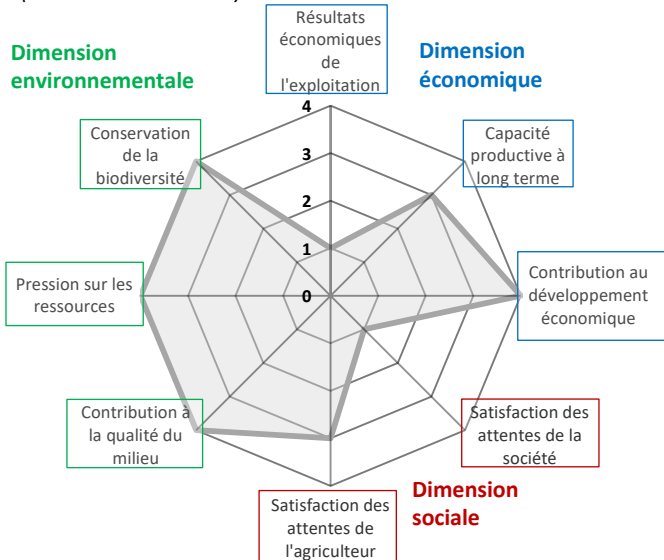 Résultats
économiques
de
l'exploitation
Dimension
environnementale
Dimension
économique
4
3
2
1
0
Conservation
de la
biodiversité
Capacité
productive à
long terme
Pression sur les
ressources
Contribution au
développement
économique
Contribution à
la qualité du
milieu
Satisfaction des
attentes de la
société
Satisfaction des
attentes de
l'agriculteur
Dimension
sociale